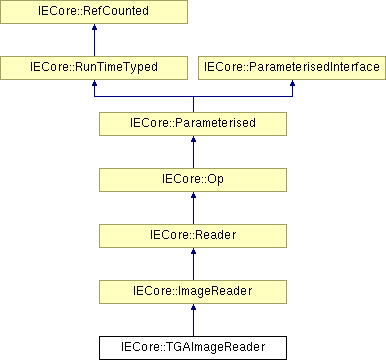 IECore::RefCounted
IECore::RunTimeTyped
IECore::ParameterisedInterface
IECore::Parameterised
IECore::Op
IECore::Reader
IECore::ImageReader
IECore::TGAImageReader